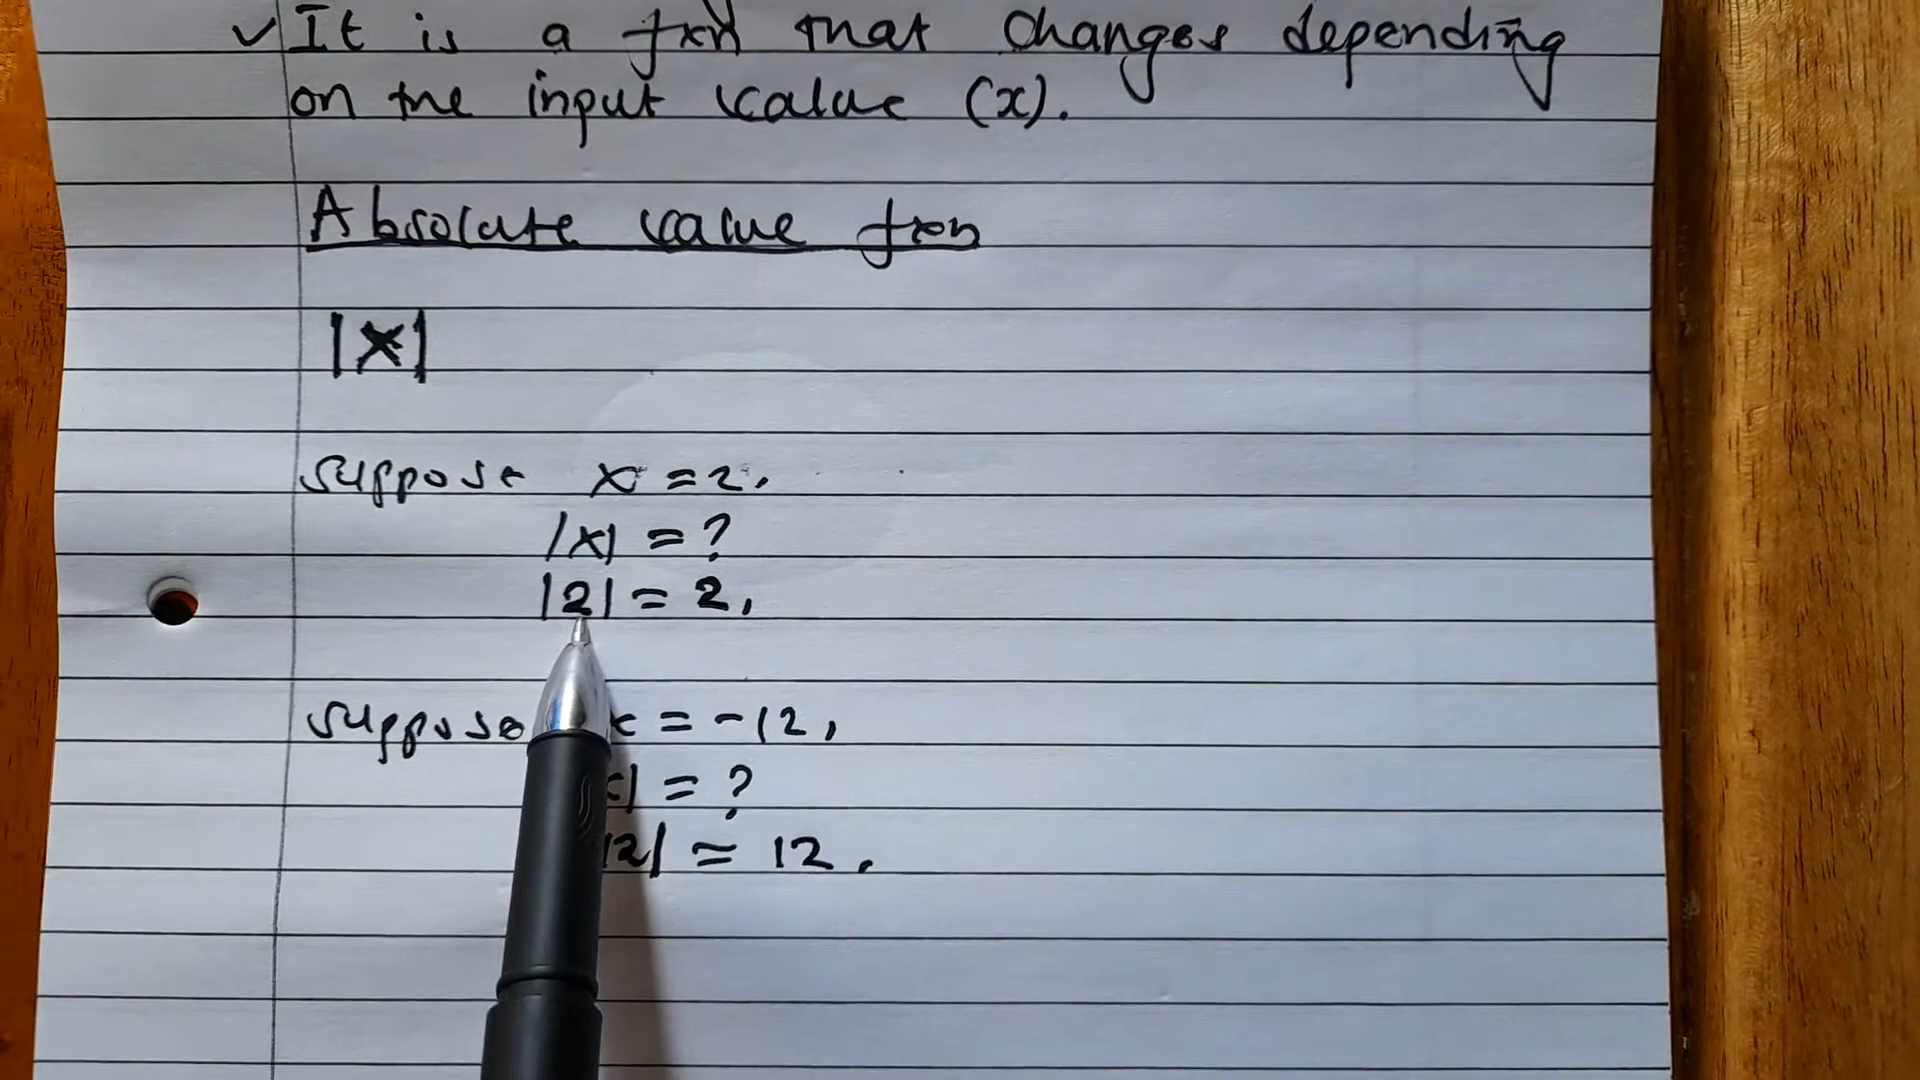 ✓ It is a fxn that changes depending
on the input value (x).
Absolute value fxn
|x|
suppose x = 2,
|x| = ?
|2| = 2,
suppose x = -12,
x| = ?
12| = 12.